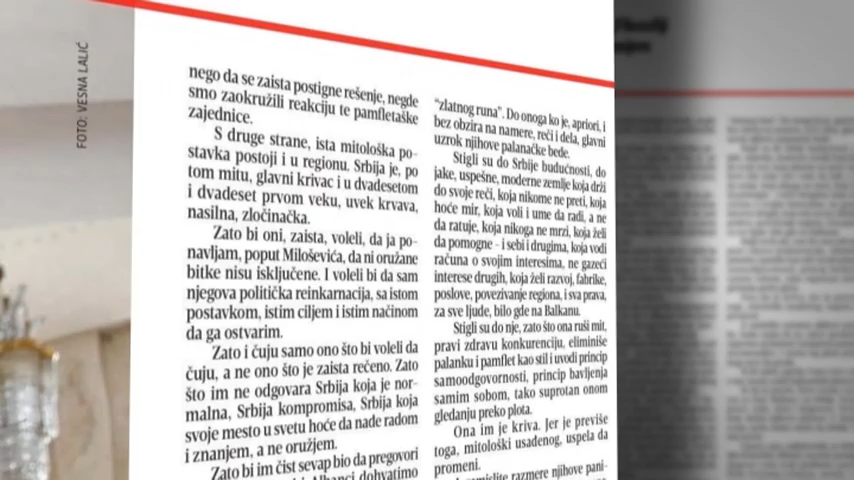 FOTO: VESNA LALIĆ
nego da se zaista postigne rešenje, negde
smo zaokružili reakciju te pamfletaške
zajednice.
S druge strane, ista mitološka po-
stavka postoji i u regionu. Srbija je, po
tom mitu, glavni krivac i u dvadesetom
i dvadeset prvom veku, uvek krvava,
nasilna, zločinačka.
Zato bi oni, zaista, voleli, da ja po-
navljam, poput Miloševića, da ni oružane
bitke nisu isključene. I voleli bi da sam
njegova politička reinkarnacija, sa istom
postavkom, istim ciljem i istim načinom
da ga ostvarim.
Zato i čuju samo ono što bi voleli da
čuju, a ne ono što je zaista rečeno. Zato
što im ne odgovara Srbija koja je nor-
malna, Srbija kompromisa, Srbija koja
svoje mesto u svetu hoće da nađe radom
i znanjem, a ne oružjem.
Zato bi im čist sevap bio da pregovori
Albanci dohvatimo
"zlatnog runa". Do onoga ko je, apriori, i
bez obzira na namere, reči i dela, glavni
uzrok njihove palanačke bede.
Stigli su do Srbije budućnosti, do
jake, uspešne, moderne zemlje koja drži
do svoje reči, koja nikome ne preti, koja
hoće mir, koja voli i ume da radi, a ne
da ratuje, koja nikoga ne mrzi, koja želi
da pomogne - i sebi i drugima, koja vodi
računa o svojim interesima, ne gazeći
interese drugih, koja želi razvoj, fabrike,
poslove, povezivanje regiona, i sva prava,
za sve ljude, bilo gde na Balkanu.
Stigli su do nje, zato što ona ruši mit,
pravi zdravu konkurenciju, eliminiše
palanku i pamflet kao stil i uvodi princip
samoodgovornosti, princip bavljenja
samim sobom, tako suprotan onom
gledanju preko plota.
Ona im je kriva. Jer je previše
toga, mitološki usađenog, uspela da
promeni.
razmere njihove pani-